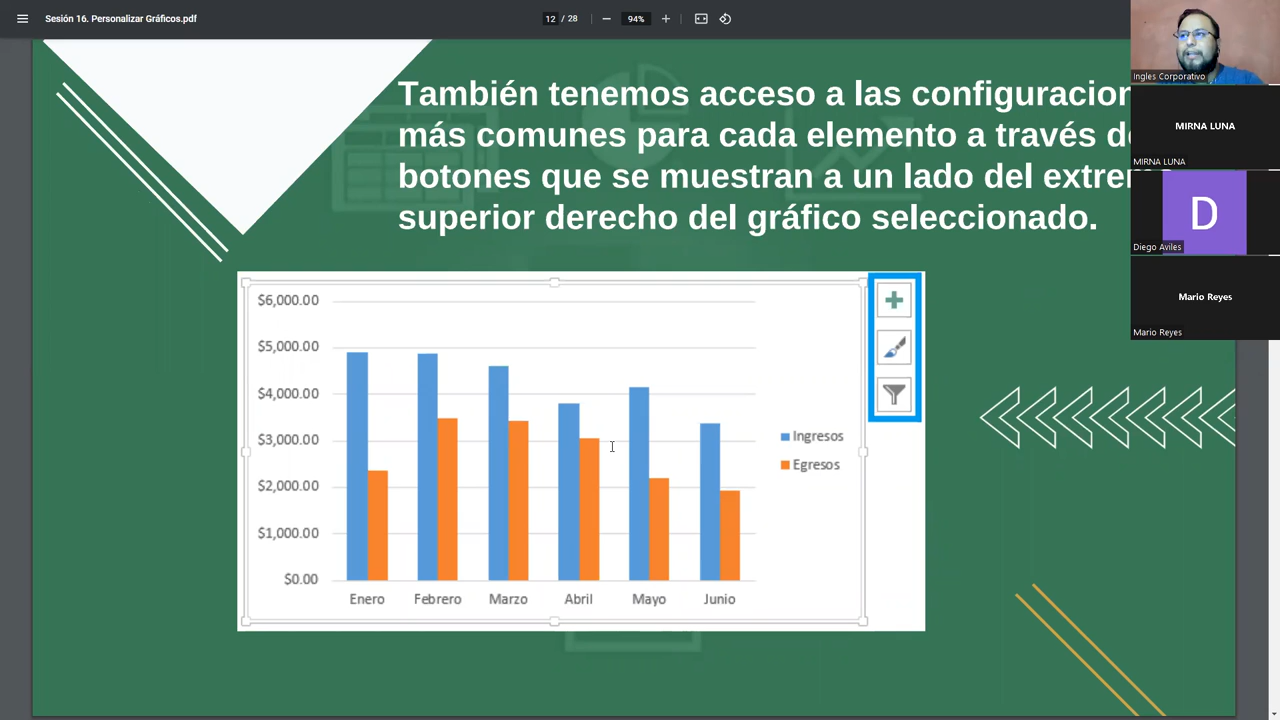 Sesión 16. Personalizar Gráficos.pdf
12 / 28
94%
También tenemos acceso a las configuracion
más comunes para cada elemento a través de
botones que se muestran a un lado del extrem
superior derecho del gráfico seleccionado.
$6,000.00
$5,000.00
$4,000.00
$3,000.00
$2,000.00
$1,000.00
$0.00
Enero Febrero Marzo Abril Mayo Junio
Ingresos
Egresos
Ingles Corporativo
MIRNA LUNA
MIRNA LUNA
D
Diego Aviles
Mario Reyes
Mario Reyes